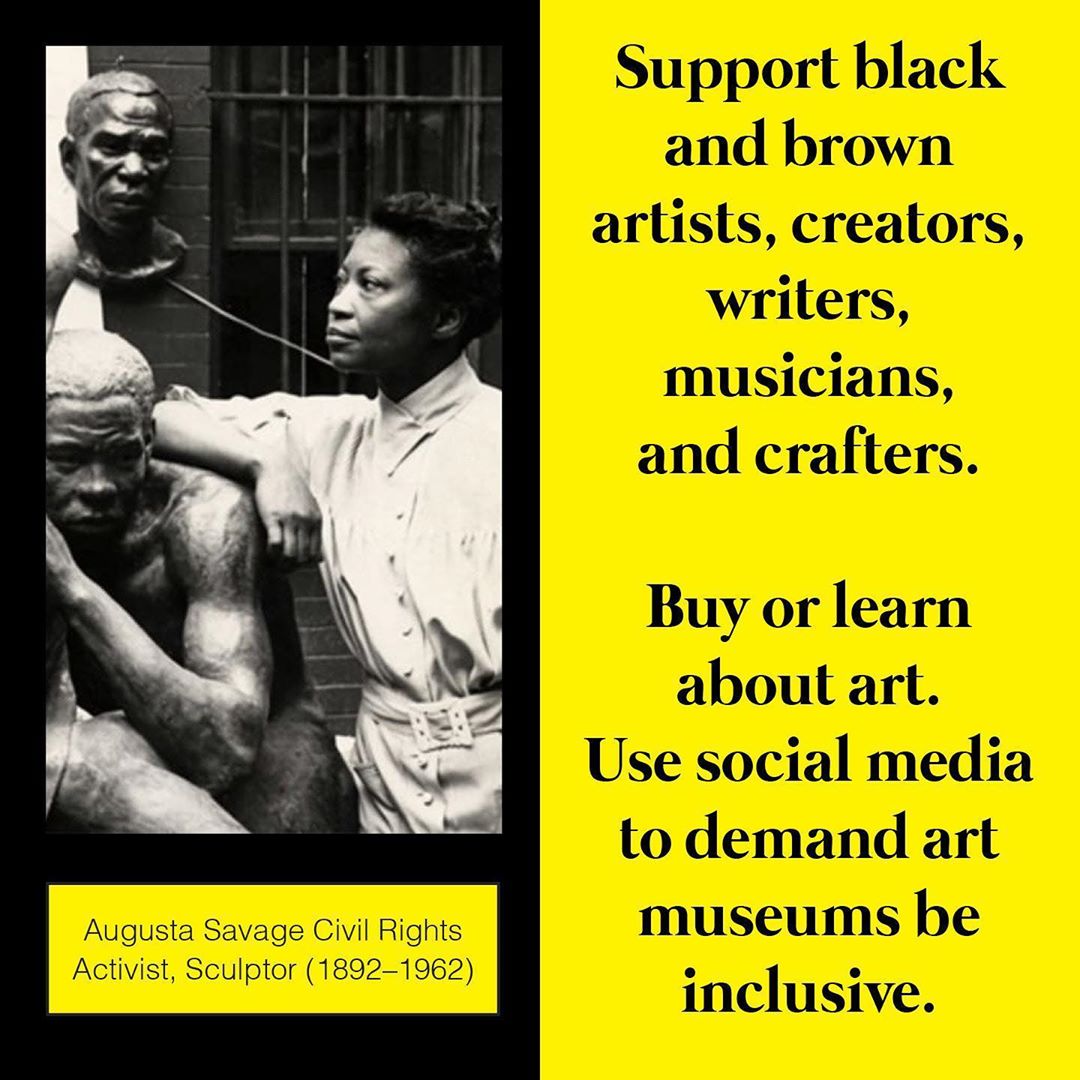 Support black
and brown
artists, creators,
writers,
musicians,
and crafters.
Buy or learn
about art.
Use social media
to demand art
museums be
inclusive.
Augusta Savage Civil Rights
Activist, Sculptor (1892–1962)